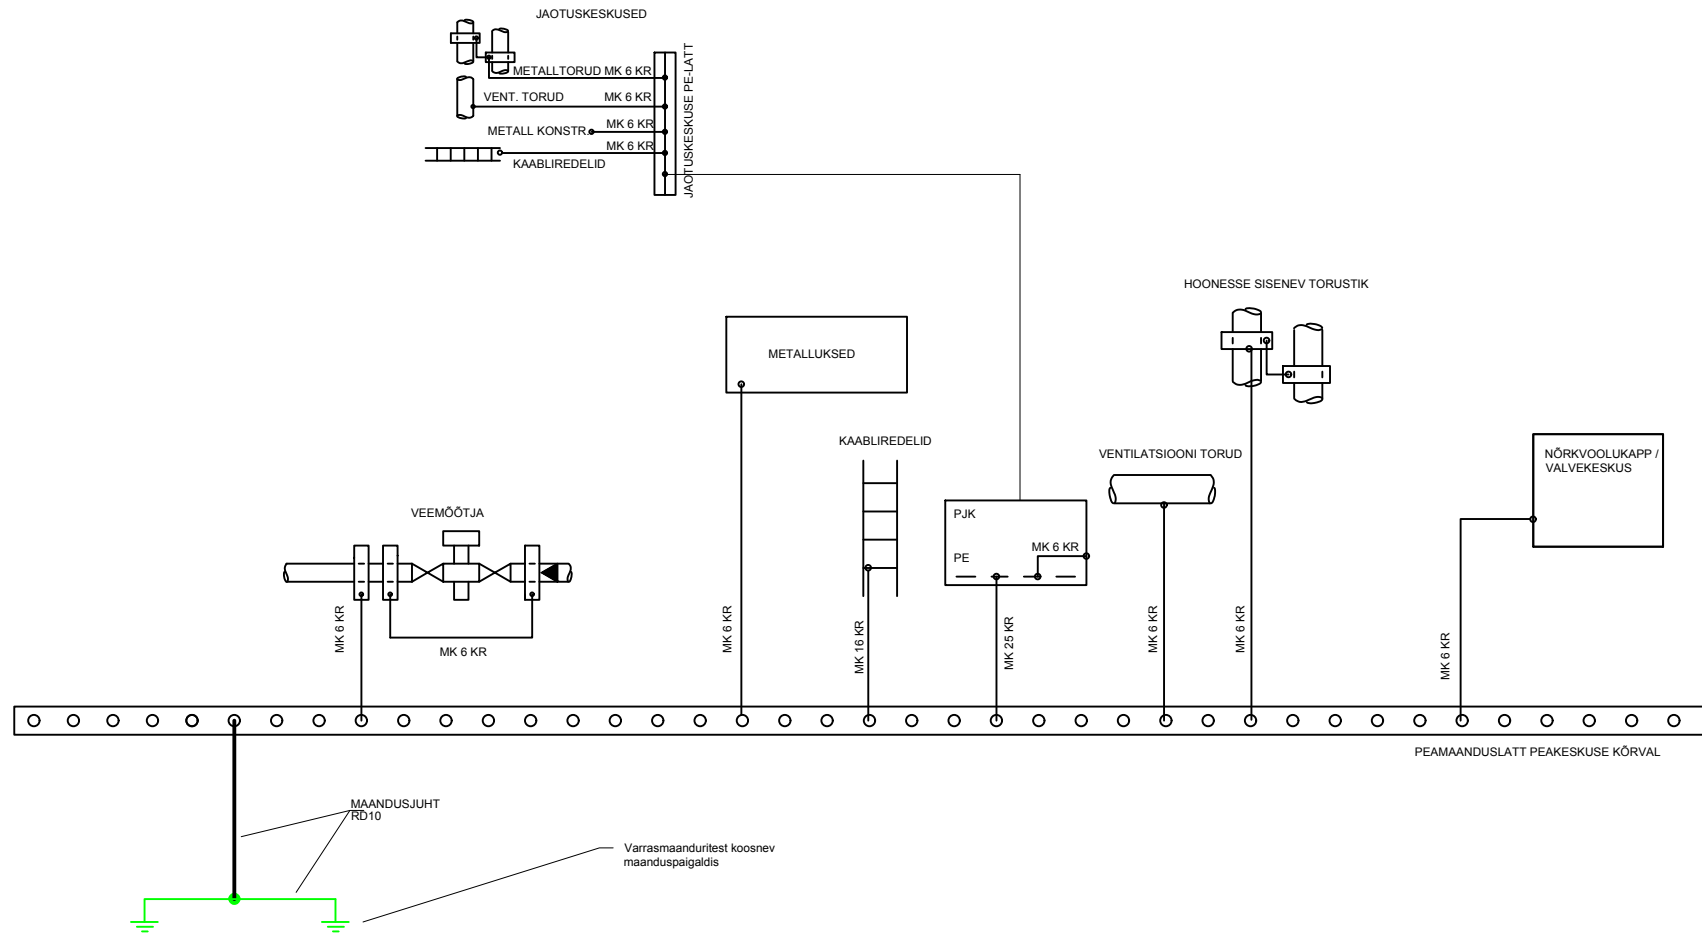 JAOTUSKESKUSED
METALLTORUD MK 6 KR
VENT. TORUD MK 6 KR
METALL KONSTR. MK 6 KR
MK 6 KR
KAABLIREDELID
JAOTUSKESKUSE PE-LATT
HOONESSE SISENEV TORUSTIK
METALLUKSED
KAABLIREDELID
VENTILATSIOONI TORUD
NÕRKVOOLUKAPP /
VALVEKESKUS
VEEMÕÕTJA
PJK
PE
MK 6 KR
MK 6 KR
MK 6 KR
MK 6 KR
MK 16 KR
MK 25 KR
MK 6 KR
MK 6 KR
MK 6 KR
PEAMAANDUSLATT PEAKESKUSE KÕRVAL
MAANDUSJUHT
RD10
Varrasmaanduritest koosnev
maanduspaigaldis